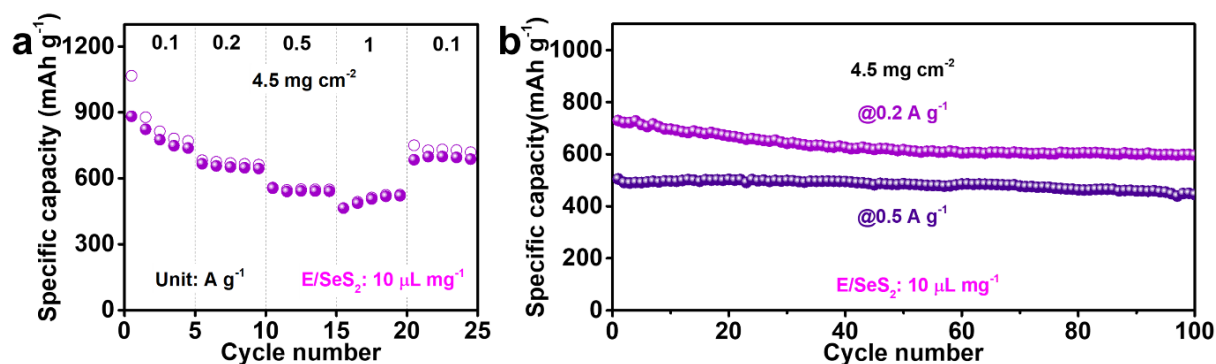 a
Specific capacity (mAh g⁻¹)
1200
900
600
300
0
0.1 0.2 0.5 1 0.1
4.5 mg cm⁻²
Unit: A g⁻¹
E/SeS₂: 10 μL mg⁻¹
0 5 10 15 20 25
Cycle number
b
Specific capacity(mAh g⁻¹)
1000
800
600
400
200
0
4.5 mg cm⁻²
@0.2 A g⁻¹
@0.5 A g⁻¹
E/SeS₂: 10 μL mg⁻¹
0 20 40 60 80 100
Cycle number